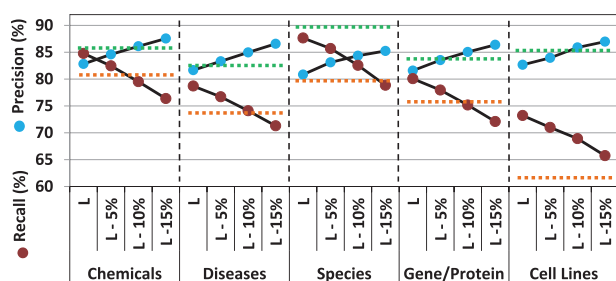 Precision (%)
Recall (%)
90
85
80
75
70
65
60
L
L - 5%
L - 10%
L -15%
L
L - 5%
L - 10%
L -15%
L
L - 5%
L - 10%
L -15%
L
L - 5%
L - 10%
L -15%
L
L - 5%
L - 10%
L -15%
Chemicals
Diseases
Species
Gene/Protein
Cell Lines